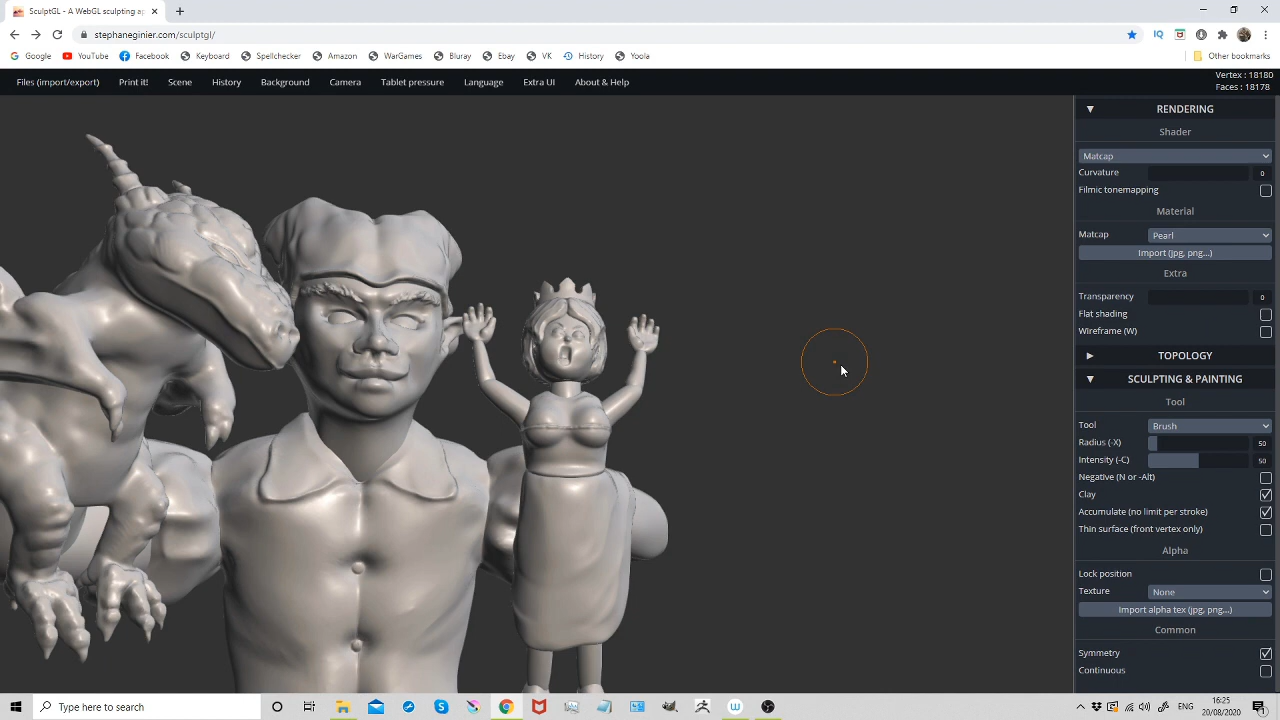 SculptGL - A WebGL sculpting ap
stephaneginier.com/sculptgl/
Google YouTube Facebook Keyboard Spellchecker Amazon WarGames Bluray Ebay VK History Yoola Other bookmarks
Files (import/export) Print it! Scene History Background Camera Tablet pressure Language Extra UI About & Help
Vertex : 18180
Faces : 18178
RENDERING
Shader
Matcap
Curvature 0
Filmic tonemapping
Material
Matcap Pearl
Import (jpg, png...)
Extra
Transparency 0
Flat shading
Wireframe (W)
TOPOLOGY
SCULPTING & PAINTING
Tool
Tool Brush
Radius (-X) 50
Intensity (-C) 50
Negative (N or -Alt)
Clay
Accumulate (no limit per stroke)
Thin surface (front vertex only)
Alpha
Lock position
Texture None
Import alpha tex (jpg, png...)
Common
Symmetry
Continuous
Type here to search
ENG
16:25
20/08/2020